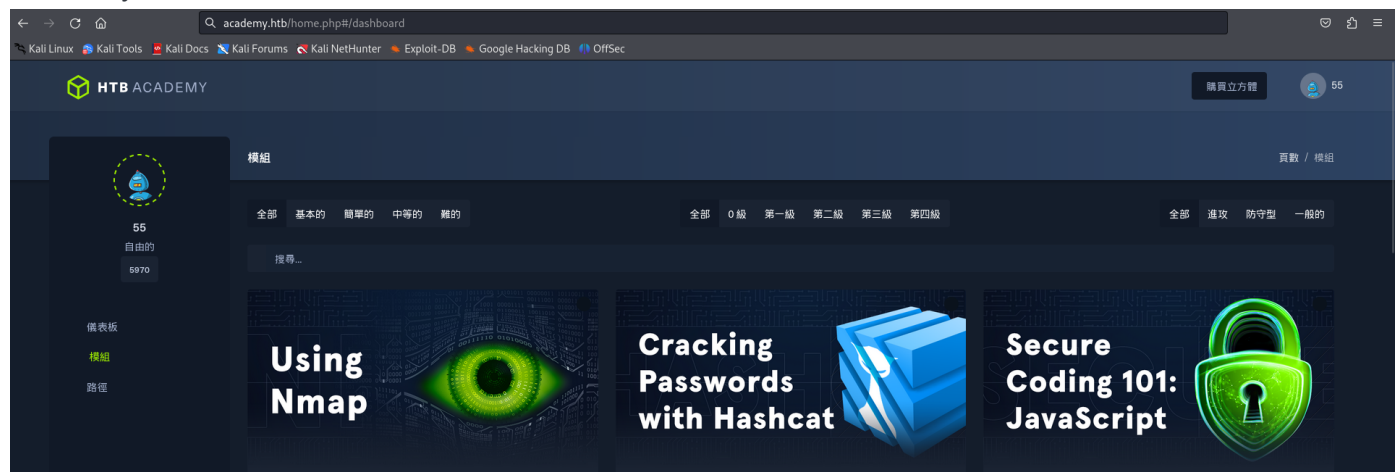 academy.htb/home.php#/dashboard
Kali Linux Kali Tools Kali Docs Kali Forums Kali NetHunter Exploit-DB Google Hacking DB OffSec
HTB ACADEMY
購買立方體
55
模組
頁數 / 模組
55
自由的
5970
儀表板
模組
路徑
全部 基本的 簡單的 中等的 難的
全部 0 級 第一級 第二級 第三級 第四級
全部 進攻 防守型 一般的
搜尋...
Using
Nmap
Cracking
Passwords
with Hashcat
Secure
Coding 101:
JavaScript